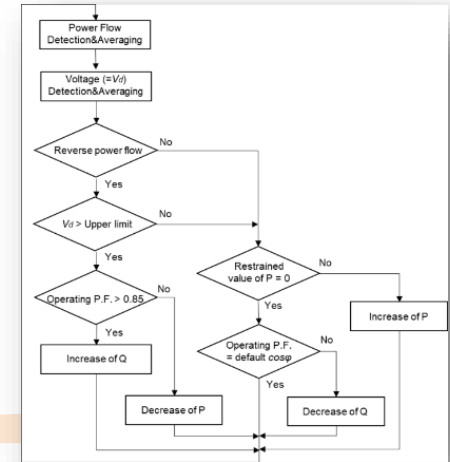 Power Flow
Detection&Averaging
Voltage (=Vd)
Detection&Averaging
Reverse power flow
No
Yes
Vd > Upper limit
No
Yes
Operating P.F. > 0.85
No
Yes
Increase of Q
Decrease of P
Restrained
value of P = 0
No
Yes
Increase of P
Operating P.F.
= default cosφ
No
Yes
Decrease of Q